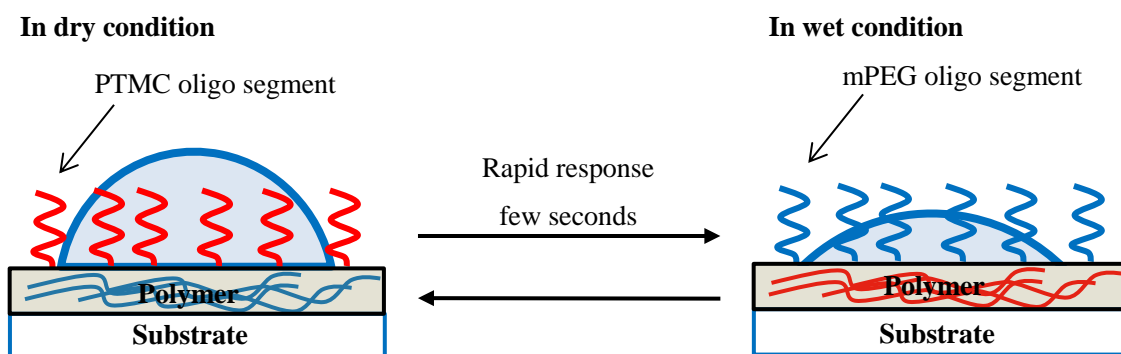 In dry condition
PTMC oligo segment
Polymer
Substrate
Rapid response
few seconds
In wet condition
mPEG oligo segment
Polymer
Substrate